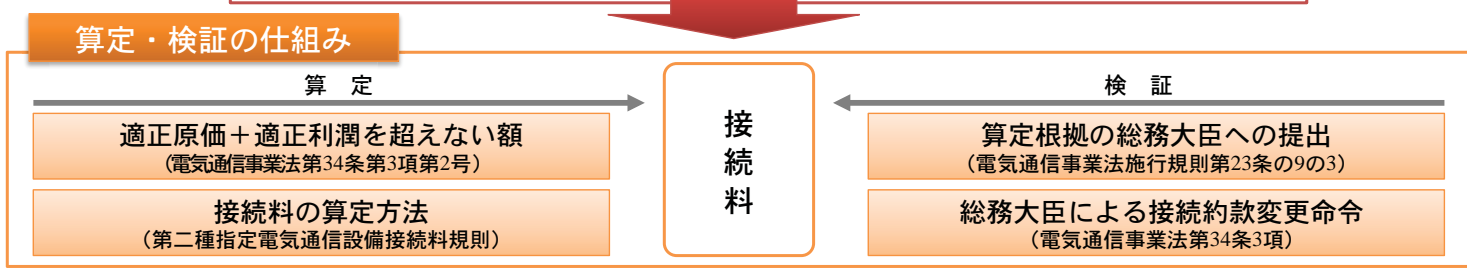 算定・検証の仕組み
算 定
適正原価+適正利潤を超えない額
(電気通信事業法第34条第3項第2号)
接続料の算定方法
(第二種指定電気通信設備接続料規則)
接続料
検 証
算定根拠の総務大臣への提出
(電気通信事業法施行規則第23条の9の3)
総務大臣による接続約款変更命令
(電気通信事業法第34条3項)